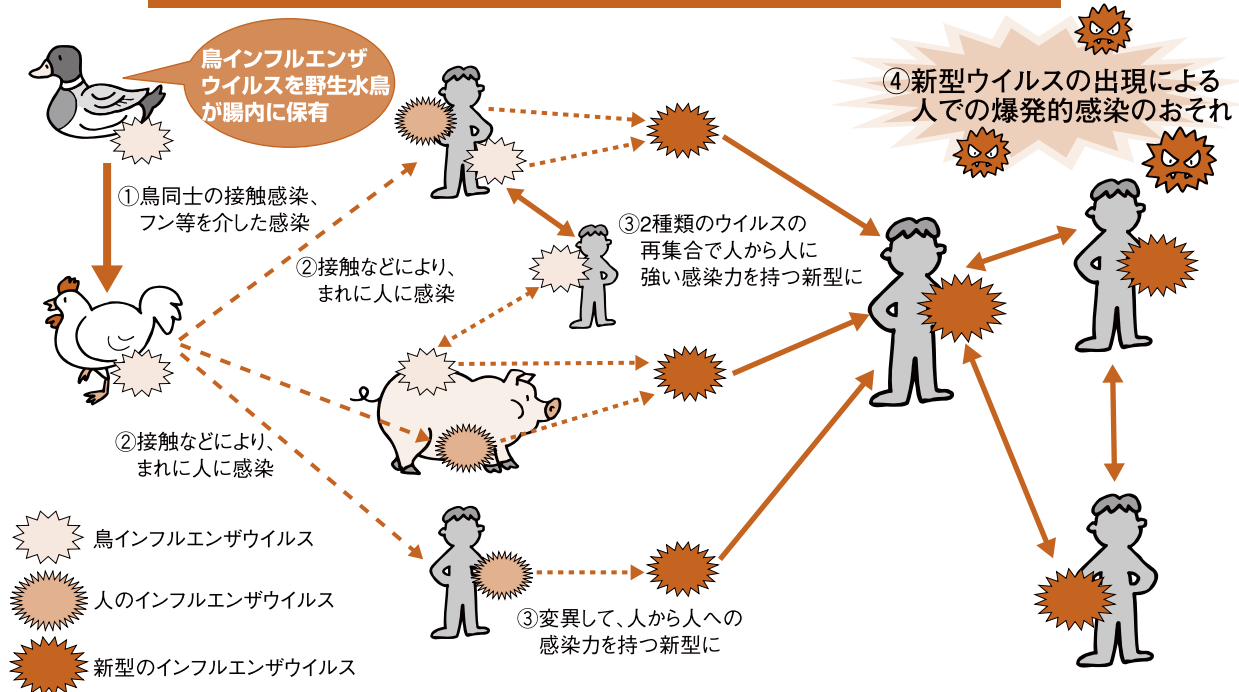 鳥インフルエンザ
ウイルスを野生水鳥
が腸内に保有
④新型ウイルスの出現による
人での爆発的感染のおそれ
①鳥同士の接触感染、
フン等を介した感染
②接触などにより、
まれに人に感染
③2種類のウイルスの
再集合で人から人に
強い感染力を持つ新型に
②接触などにより、
まれに人に感染
③変異して、人から人への
感染力を持つ新型に
鳥インフルエンザウイルス
人のインフルエンザウイルス
新型のインフルエンザウイルス